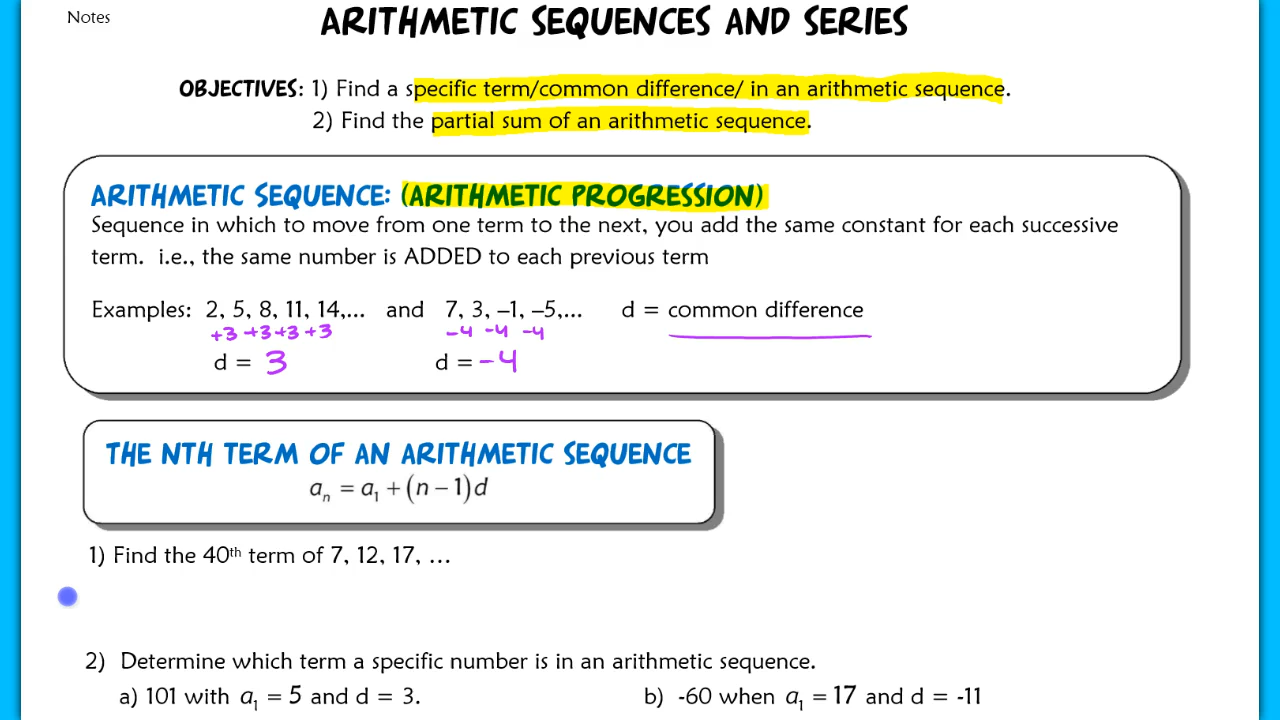 Notes
ARITHMETIC SEQUENCES AND SERIES
OBJECTIVES: 1) Find a specific term/common difference/ in an arithmetic sequence.
2) Find the partial sum of an arithmetic sequence.
ARITHMETIC SEQUENCE: (ARITHMETIC PROGRESSION)
Sequence in which to move from one term to the next, you add the same constant for each successive
term. i.e., the same number is ADDED to each previous term
Examples: 2, 5, 8, 11, 14,... and 7, 3, –1, –5,... d = common difference
+3 +3 +3 +3 -4 -4 -4
d = 3 d = -4
THE NTH TERM OF AN ARITHMETIC SEQUENCE
aₙ = a₁ + (n – 1)d
1) Find the 40th term of 7, 12, 17, …
2) Determine which term a specific number is in an arithmetic sequence.
a) 101 with a₁ = 5 and d = 3. b) -60 when a₁ = 17 and d = -11